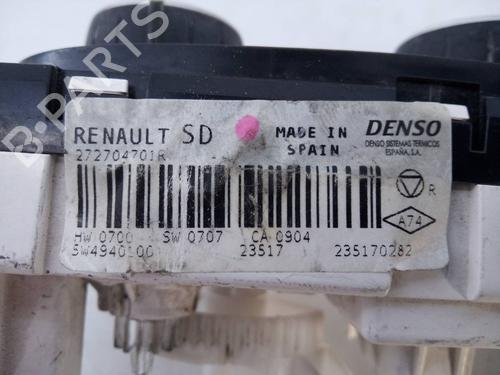 B-PARTS
RENAULT SD
MADE IN
SPAIN
DENSO
DENSO SISTEMAS TERMICOS
ESPAÑA, S.A.
272704701R
R
A74
HW 0700 SW 0707 CA 0904
SW4940100 23517 235170282